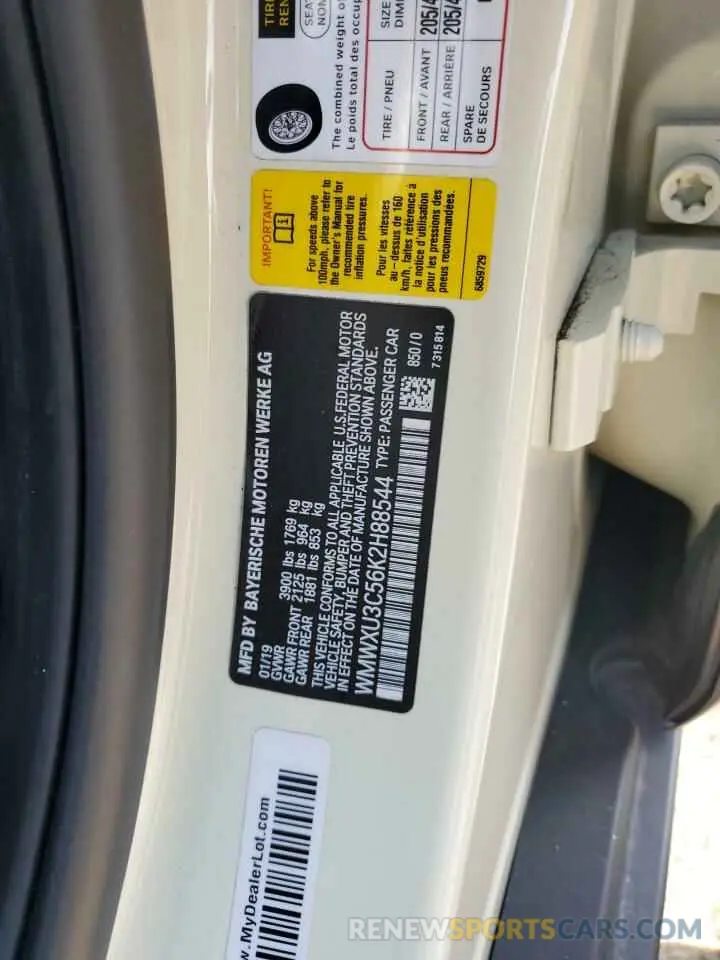 TIRE
The combined weight of
Le poids total des occup
TIRE / PNEU
SIZE
FRONT / AVANT 205/4
REAR / ARRIÈRE 205/4
SPARE
DE SECOURS
IMPORTANT!
For speeds above
100mph, please refer to
the Owner's Manual for
recommended tire
inflation pressures.
Pour les vitesses
au-dessus de 160
km/h, faites référence à
la notice d'utilisation
pour les pressions des
pneus recommandées.
6859729
MFD BY BAYERISCHE MOTOREN WERKE AG
01/19
GVWR 3900 lbs 1769 kg
GAWR FRONT 2125 lbs 964 kg
GAWR REAR 1881 lbs 853 kg
THIS VEHICLE CONFORMS TO ALL APPLICABLE U.S.FEDERAL MOTOR
VEHICLE SAFETY, BUMPER AND THEFT PREVENTION STANDARDS
IN EFFECT ON THE DATE OF MANUFACTURE SHOWN ABOVE.
WMWXU3C56K2H88544 TYPE: PASSENGER CAR
850/0
7 315 814
w.MyDealerLot.com
RENEWSPORTSCARS.COM